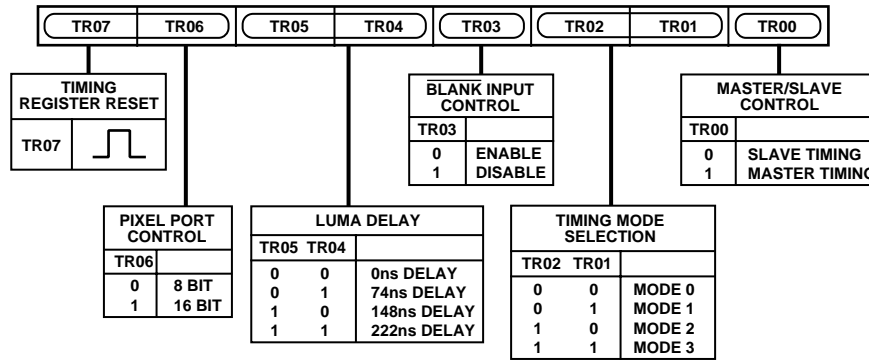 TR07 TR06 TR05 TR04 TR03 TR02 TR01 TR00
TIMING
REGISTER RESET
TR07
BLANK INPUT
CONTROL
TR03
0 ENABLE
1 DISABLE
MASTER/SLAVE
CONTROL
TR00
0 SLAVE TIMING
1 MASTER TIMING
PIXEL PORT
CONTROL
TR06
0 8 BIT
1 16 BIT
LUMA DELAY
TR05 TR04
0 0 0ns DELAY
0 1 74ns DELAY
1 0 148ns DELAY
1 1 222ns DELAY
TIMING MODE
SELECTION
TR02 TR01
0 0 MODE 0
0 1 MODE 1
1 0 MODE 2
1 1 MODE 3